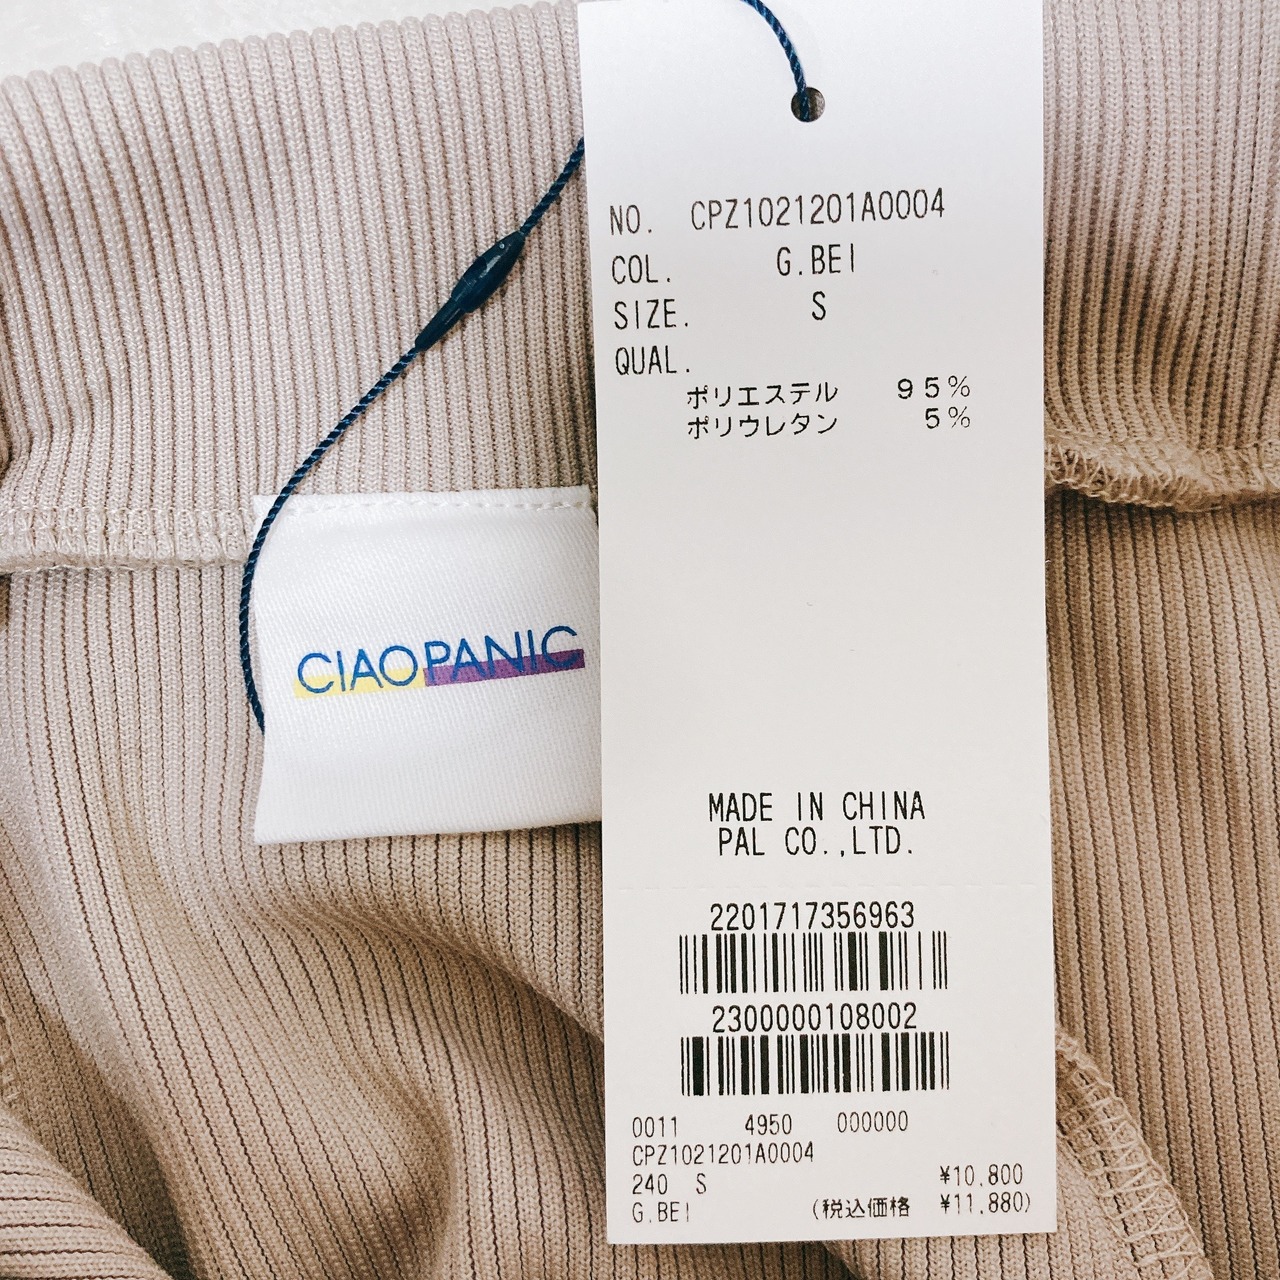 NO. CPZ1021201A0004
COL. G.BEI
SIZE. S
QUAL.
ポリエステル 95%
ポリウレタン 5%
CIAOPANIC
MADE IN CHINA
PAL CO.,LTD.
2201717356963
2300000108002
0011 4950 000000
CPZ1021201A0004
240 S ¥10,800
G.BEI (税込価格 ¥11,880)